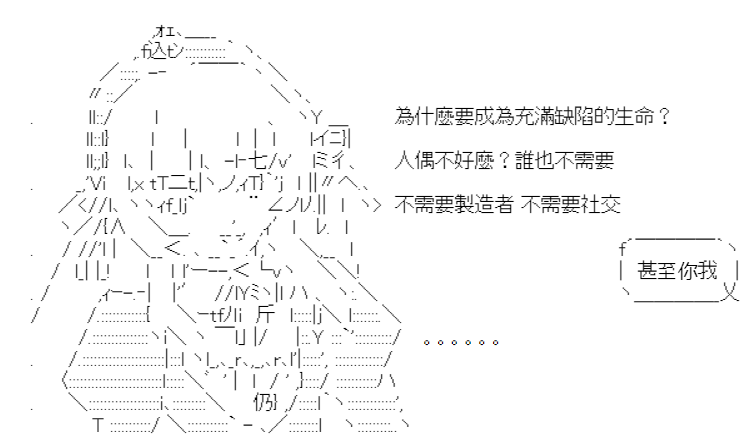 為什麼要成為充滿缺陷的生命？
人偶不好麼？誰也不需要
不需要製造者 不需要社交
甚至你我
。。。。。。